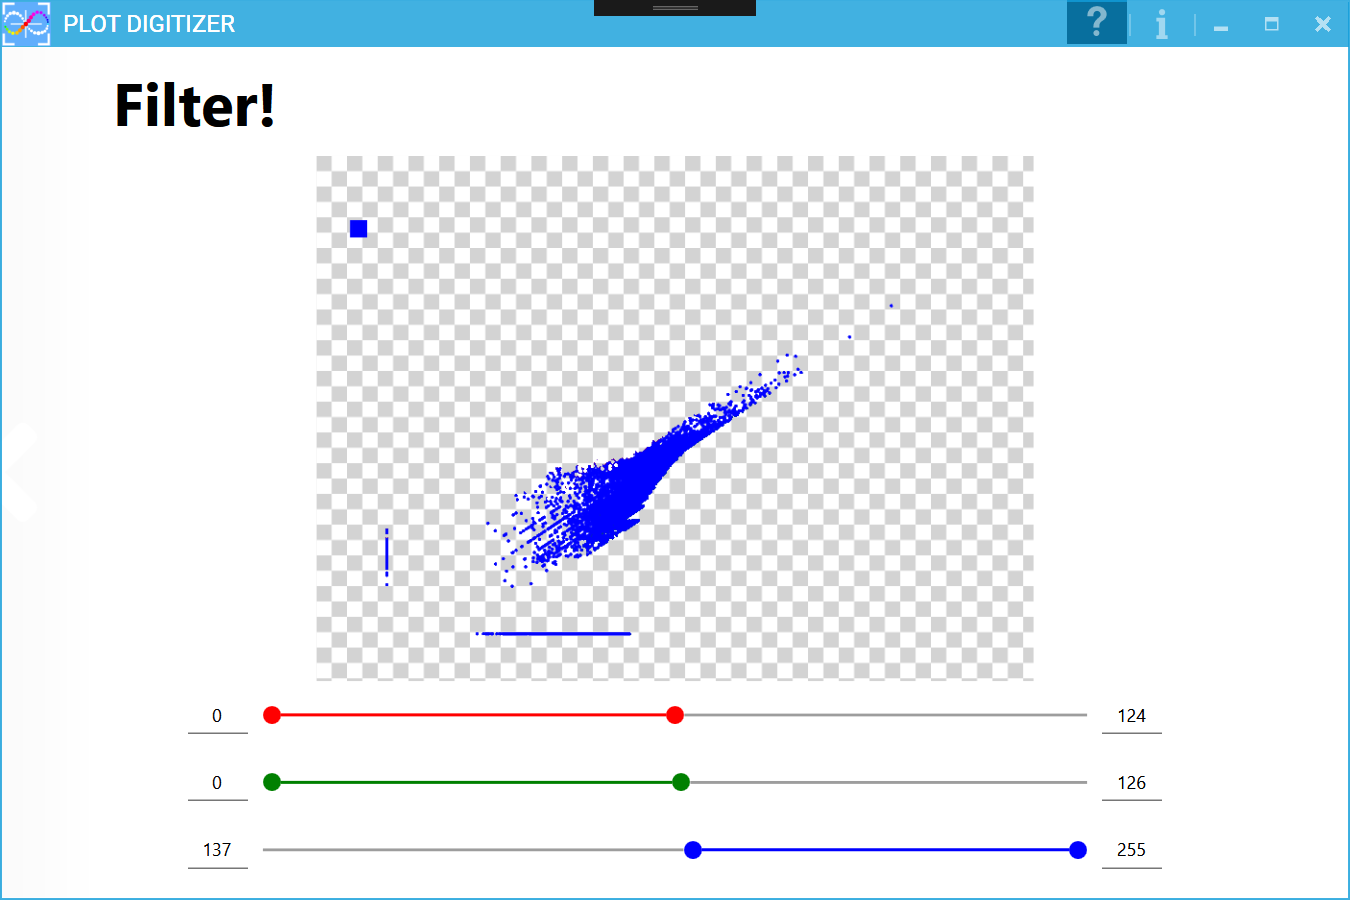 PLOT DIGITIZER
Filter!
0 124
0 126
137 255